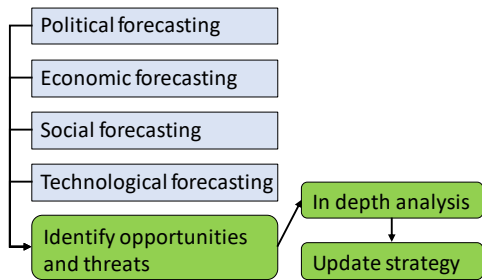 Political forecasting
Economic forecasting
Social forecasting
Technological forecasting
Identify opportunities
and threats
In depth analysis
Update strategy